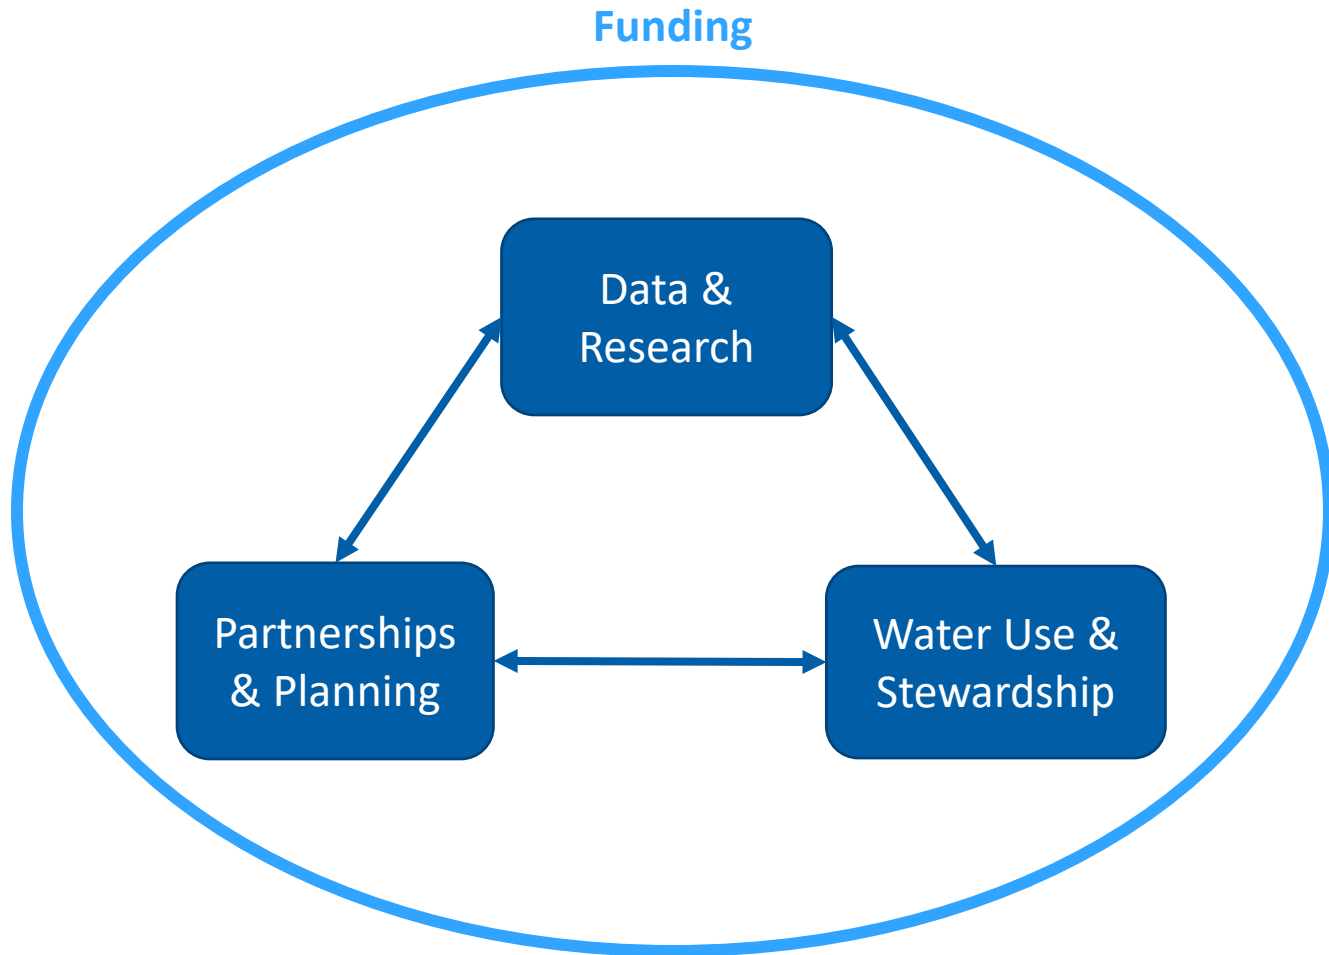 Funding
Data &
Research
Partnerships
& Planning
Water Use &
Stewardship